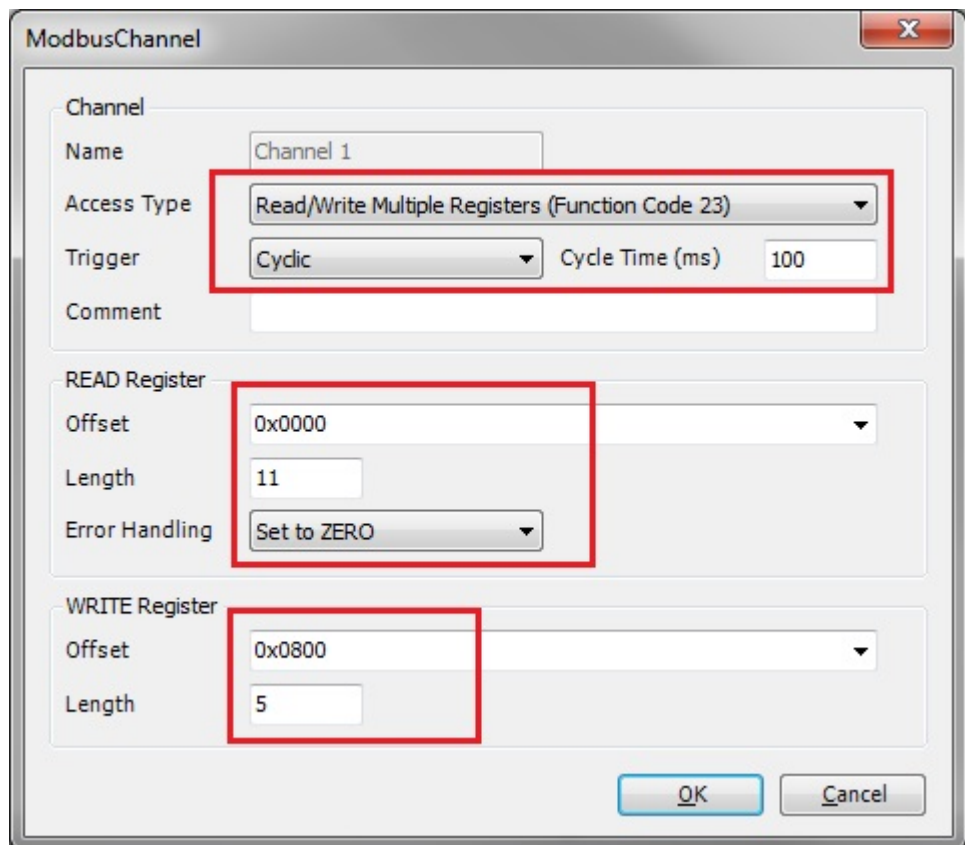 ModbusChannel
Channel
Name Channel 1
Access Type Read/Write Multiple Registers (Function Code 23)
Trigger Cyclic Cycle Time (ms) 100
Comment
READ Register
Offset 0x0000
Length 11
Error Handling Set to ZERO
WRITE Register
Offset 0x0800
Length 5
OK Cancel